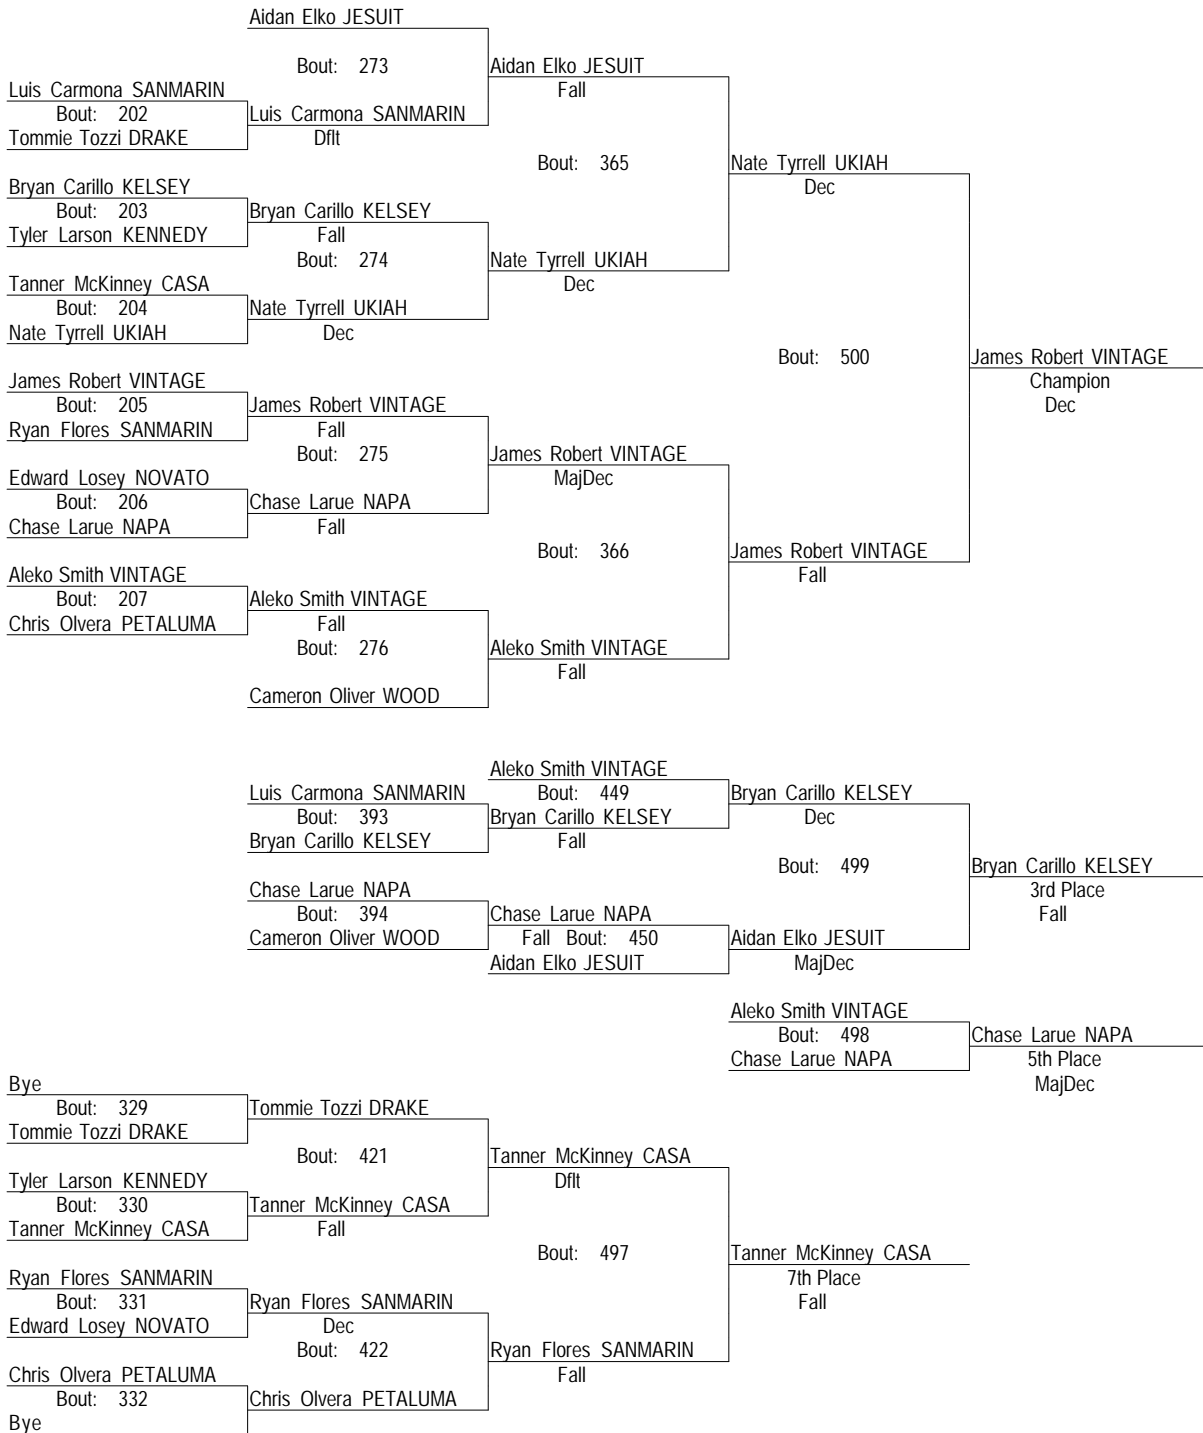 Aidan Elko JESUIT
Bout: 273
Aidan Elko JESUIT
Fall
Luis Carmona SANMARIN
Bout: 202
Tommie Tozzi DRAKE
Luis Carmona SANMARIN
Dflt
Bout: 365
Nate Tyrrell UKIAH
Dec
Bryan Carillo KELSEY
Bout: 203
Tyler Larson KENNEDY
Bryan Carillo KELSEY
Fall
Bout: 274
Nate Tyrrell UKIAH
Dec
Tanner McKinney CASA
Bout: 204
Nate Tyrrell UKIAH
Nate Tyrrell UKIAH
Dec
Bout: 500
James Robert VINTAGE
Champion
Dec
James Robert VINTAGE
Bout: 205
Ryan Flores SANMARIN
James Robert VINTAGE
Fall
Bout: 275
James Robert VINTAGE
MajDec
Edward Losey NOVATO
Bout: 206
Chase Larue NAPA
Chase Larue NAPA
Fall
Bout: 366
James Robert VINTAGE
Fall
Aleko Smith VINTAGE
Bout: 207
Chris Olvera PETALUMA
Aleko Smith VINTAGE
Fall
Bout: 276
Aleko Smith VINTAGE
Fall
Cameron Oliver WOOD
Aleko Smith VINTAGE
Luis Carmona SANMARIN
Bout: 449
Bryan Carillo KELSEY
Bout: 393
Bryan Carillo KELSEY
Dec
Bryan Carillo KELSEY
Fall
Bout: 499
Bryan Carillo KELSEY
3rd Place
Fall
Chase Larue NAPA
Bout: 394
Chase Larue NAPA
Cameron Oliver WOOD
Fall Bout: 450
Aidan Elko JESUIT
Aidan Elko JESUIT
MajDec
Aleko Smith VINTAGE
Bout: 498
Chase Larue NAPA
Chase Larue NAPA
5th Place
MajDec
Bye
Bout: 329
Tommie Tozzi DRAKE
Tommie Tozzi DRAKE
Bout: 421
Tanner McKinney CASA
Dflt
Tyler Larson KENNEDY
Bout: 330
Tanner McKinney CASA
Tanner McKinney CASA
Fall
Bout: 497
Tanner McKinney CASA
7th Place
Fall
Ryan Flores SANMARIN
Bout: 331
Ryan Flores SANMARIN
Edward Losey NOVATO
Dec
Bout: 422
Ryan Flores SANMARIN
Fall
Chris Olvera PETALUMA
Bout: 332
Chris Olvera PETALUMA
Bye